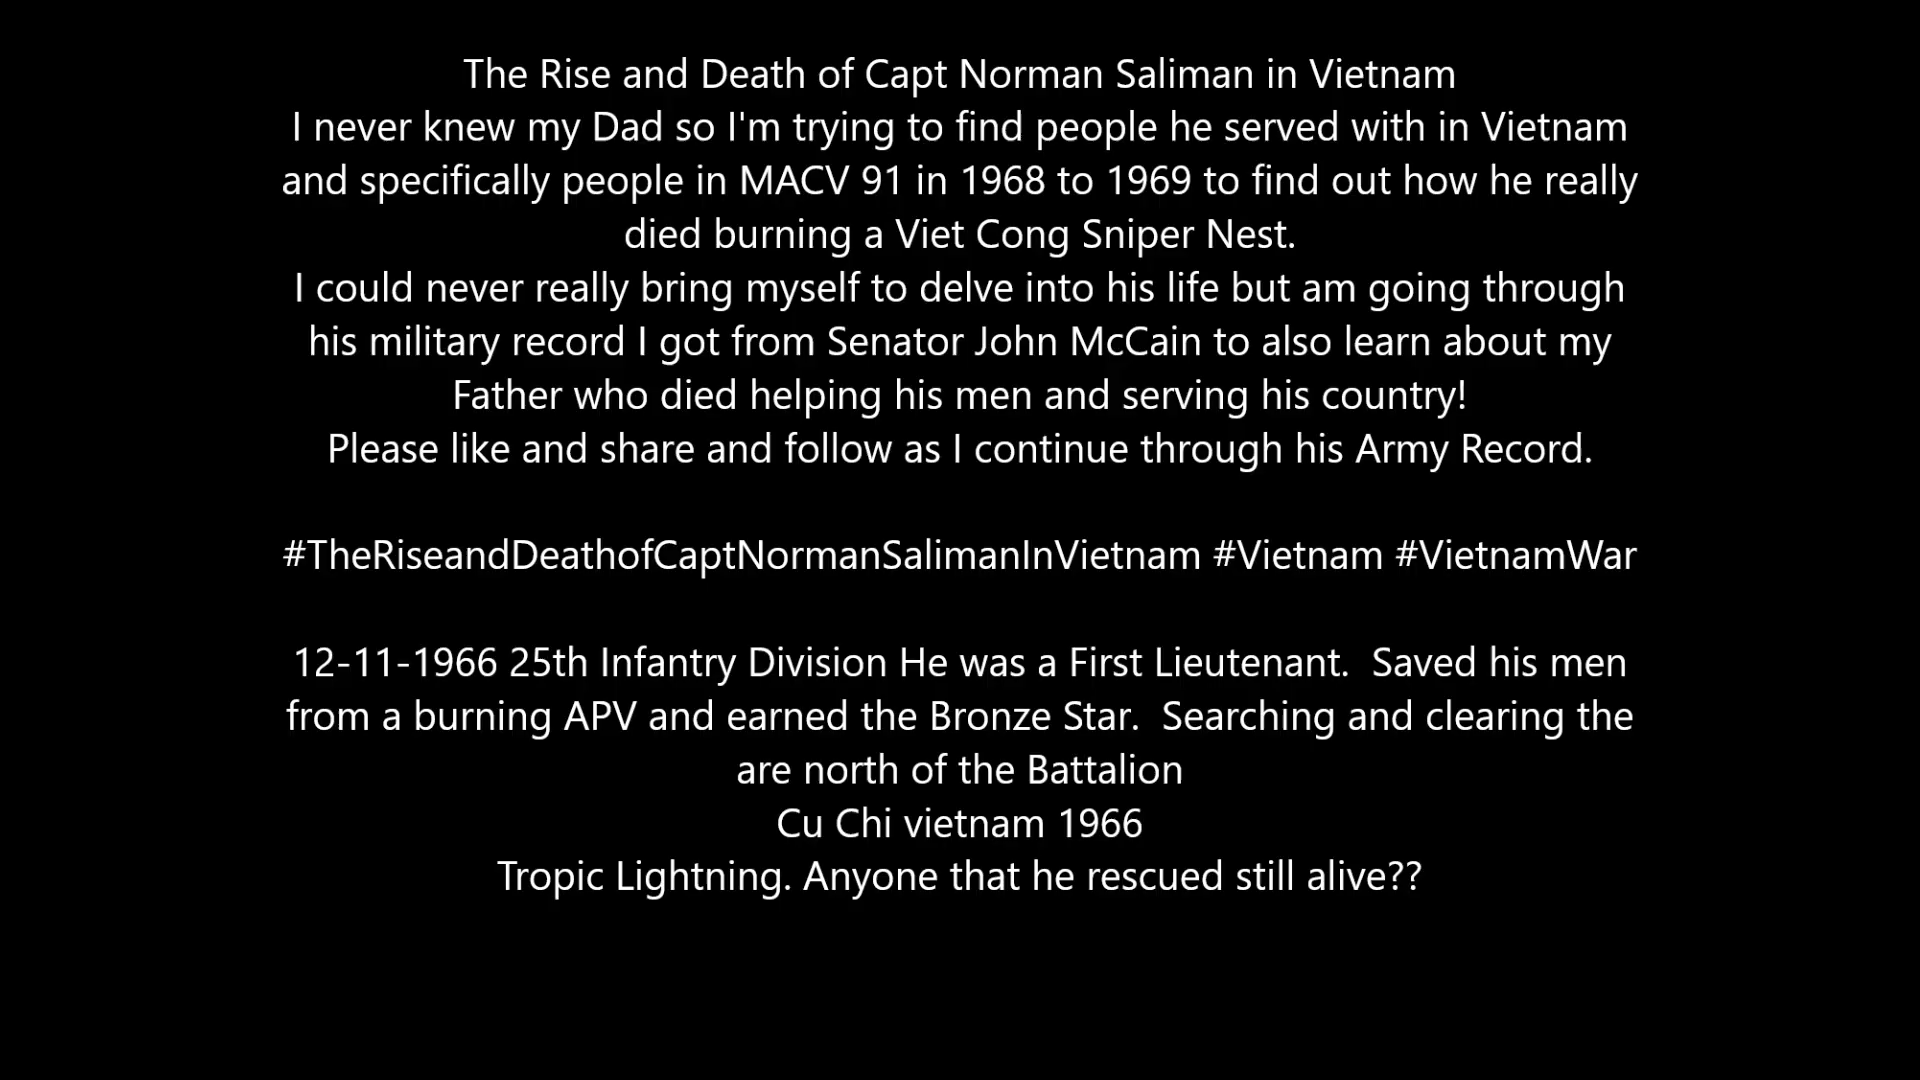 The Rise and Death of Capt Norman Saliman in Vietnam
I never knew my Dad so I'm trying to find people he served with in Vietnam
and specifically people in MACV 91 in 1968 to 1969 to find out how he really
died burning a Viet Cong Sniper Nest.
I could never really bring myself to delve into his life but am going through
his military record I got from Senator John McCain to also learn about my
Father who died helping his men and serving his country!
Please like and share and follow as I continue through his Army Record.
#TheRiseandDeathofCaptNormanSalimanInVietnam #Vietnam #VietnamWar
12-11-1966 25th Infantry Division He was a First Lieutenant.  Saved his men
from a burning APV and earned the Bronze Star.  Searching and clearing the
are north of the Battalion
Cu Chi vietnam 1966
Tropic Lightning. Anyone that he rescued still alive??